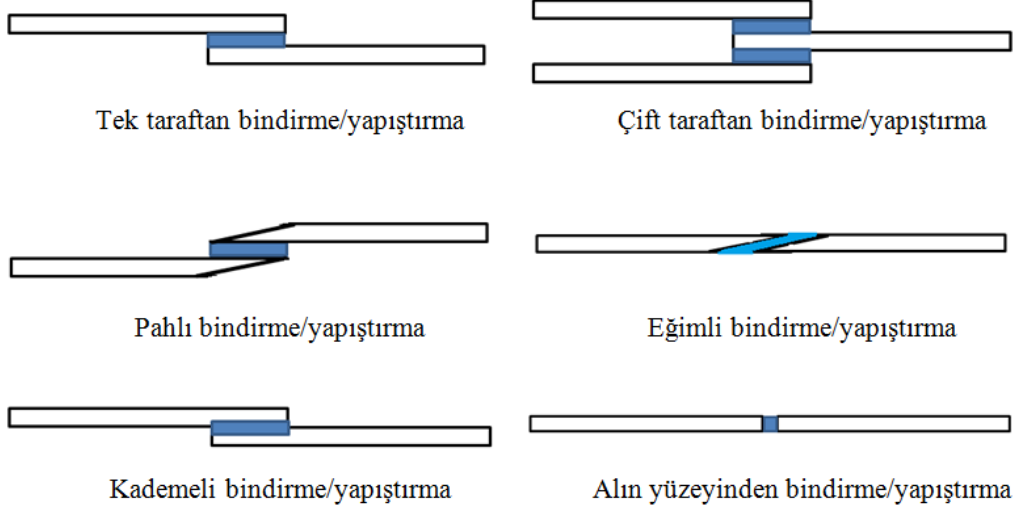 Tek taraftan bindirme/yapıştırma
Çift taraftan bindirme/yapıştırma
Pahlı bindirme/yapıştırma
Eğimli bindirme/yapıştırma
Kademeli bindirme/yapıştırma
Alın yüzeyinden bindirme/yapıştırma